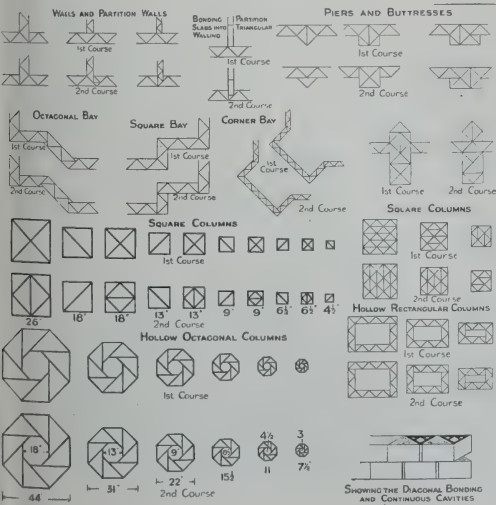 WALLS AND PARTITION WALLS
1st Course
2nd Course
BONDING PARTITION
SLABS INTO TRIANGULAR
WALLING
1st Course
2nd Course
PIERS AND BUTTRESSES
1st Course
2nd Course
OCTAGONAL BAY
1st Course
2nd Course
SQUARE BAY
1st Course
2nd Course
CORNER BAY
1st
Course
2nd Course
1st Course 2nd Course
SQUARE COLUMNS
1st Course
26" 18" 18" 13" 13" 9" 9" 6½" 6½" 4½"
2nd Course
SQUARE COLUMNS
1st Course
2nd Course
HOLLOW RECTANGULAR COLUMNS
1st Course
2nd Course
HOLLOW OCTAGONAL COLUMNS
1st Course
18" 13" 9" 4½ 3
44" 31" 22" 15½ 11 7½"
2nd Course
SHOWING THE DIAGONAL BONDING
AND CONTINUOUS CAVITIES